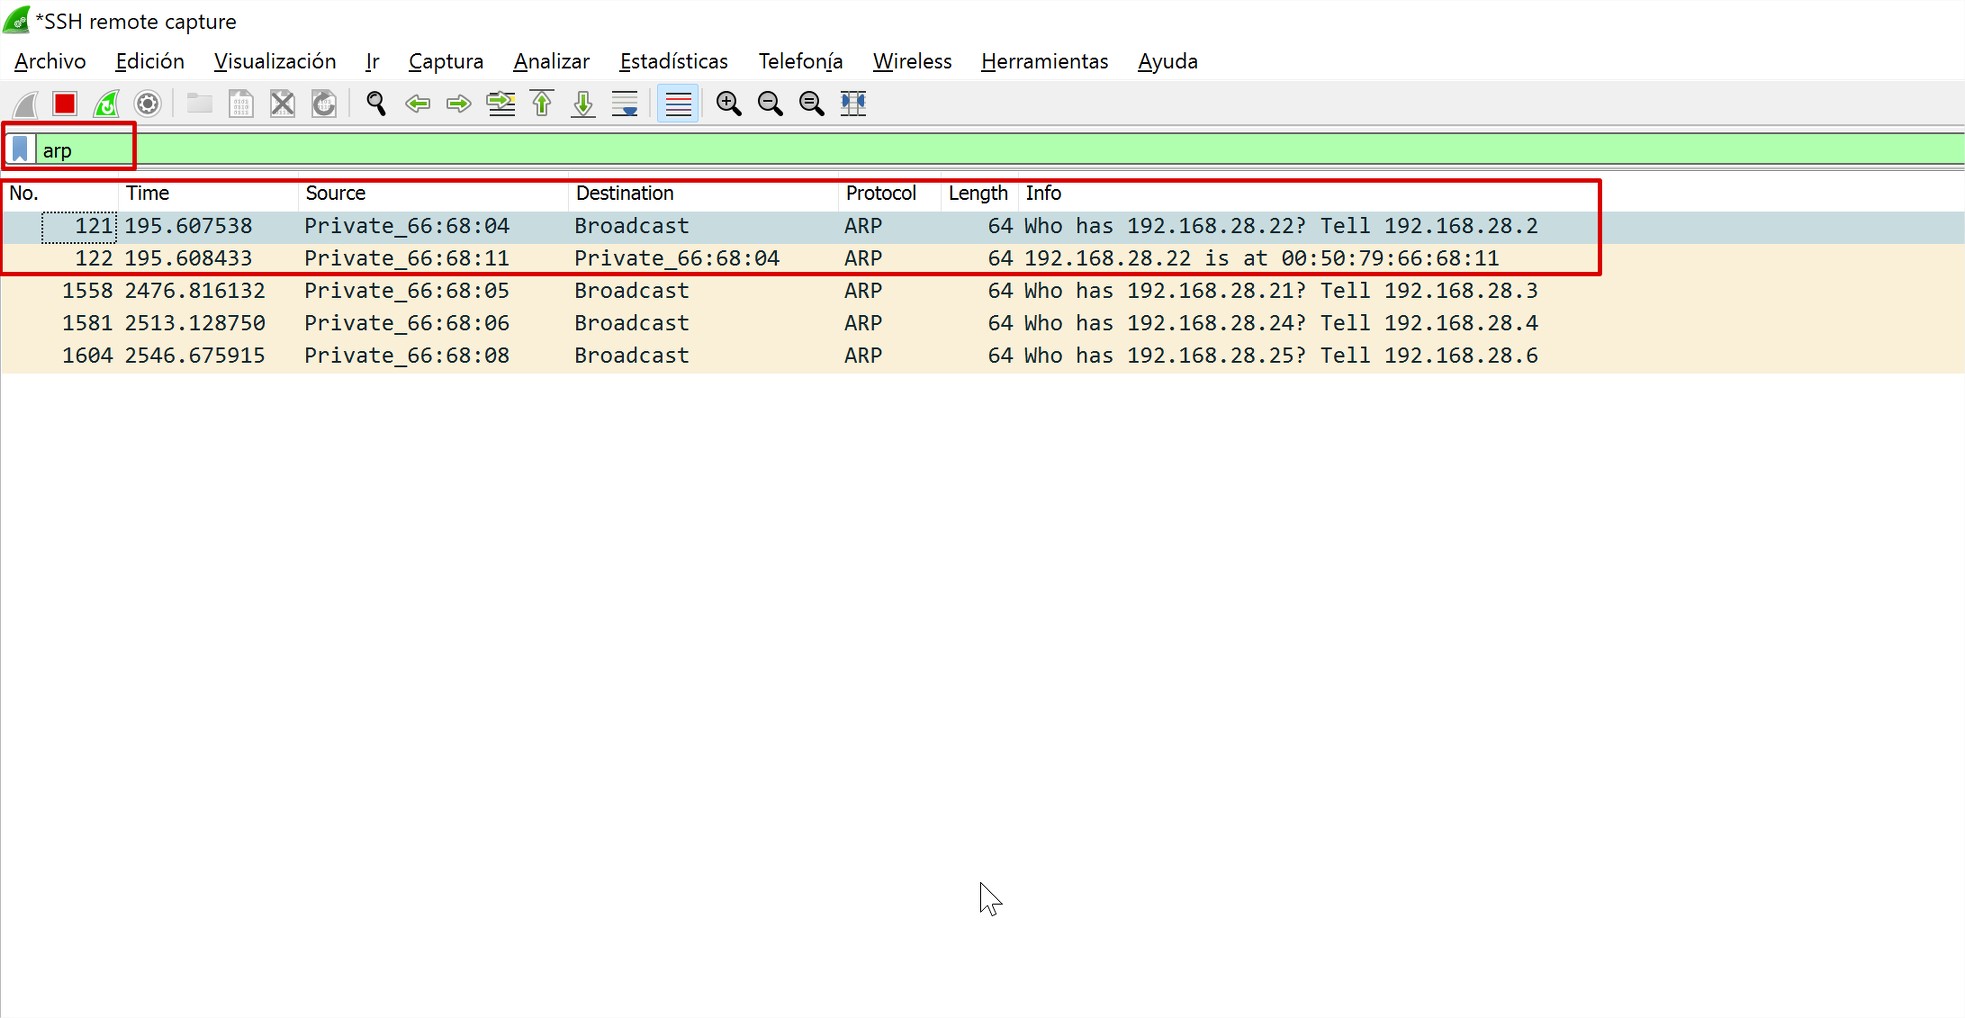 *SSH remote capture
Archivo Edición Visualización Ir Captura Analizar Estadísticas Telefonía Wireless Herramientas Ayuda
arp
No. Time Source Destination Protocol Length Info
121 195.607538 Private_66:68:04 Broadcast ARP 64 Who has 192.168.28.22? Tell 192.168.28.2
122 195.608433 Private_66:68:11 Private_66:68:04 ARP 64 192.168.28.22 is at 00:50:79:66:68:11
1558 2476.816132 Private_66:68:05 Broadcast ARP 64 Who has 192.168.28.21? Tell 192.168.28.3
1581 2513.128750 Private_66:68:06 Broadcast ARP 64 Who has 192.168.28.24? Tell 192.168.28.4
1604 2546.675915 Private_66:68:08 Broadcast ARP 64 Who has 192.168.28.25? Tell 192.168.28.6